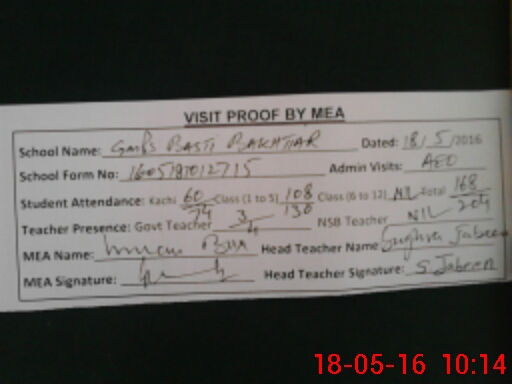 VISIT PROOF BY MEA
School Name: BASTI BAKHTIAR Dated: 18/5/2016
School Form No: Admin Visits: AEO
Student Attendance: Kachi 60/74 Class (1 to 5) 108/130 Class (6 to 12) NIL Total 168/204
Teacher Presence: Govt Teacher 3/ NSB Teacher NIL
MEA Name: Head Teacher Name Sughra Jabeen
MEA Signature: Head Teacher Signature: S. Jabeen
18-05-16 10:14